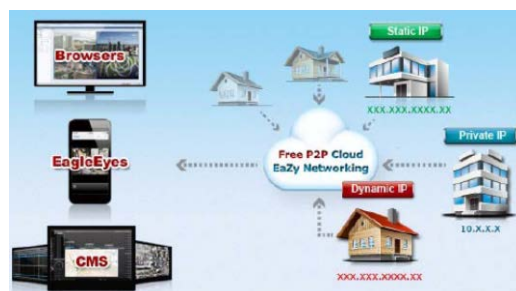 Browsers
EagleEyes
CMS
Free P2P Cloud
EaZy Networking
Static IP
XXX.XXX.XXXX.XX
Private IP
10.X.X.X
Dynamic IP
XXX.XXX.XXXX.XX